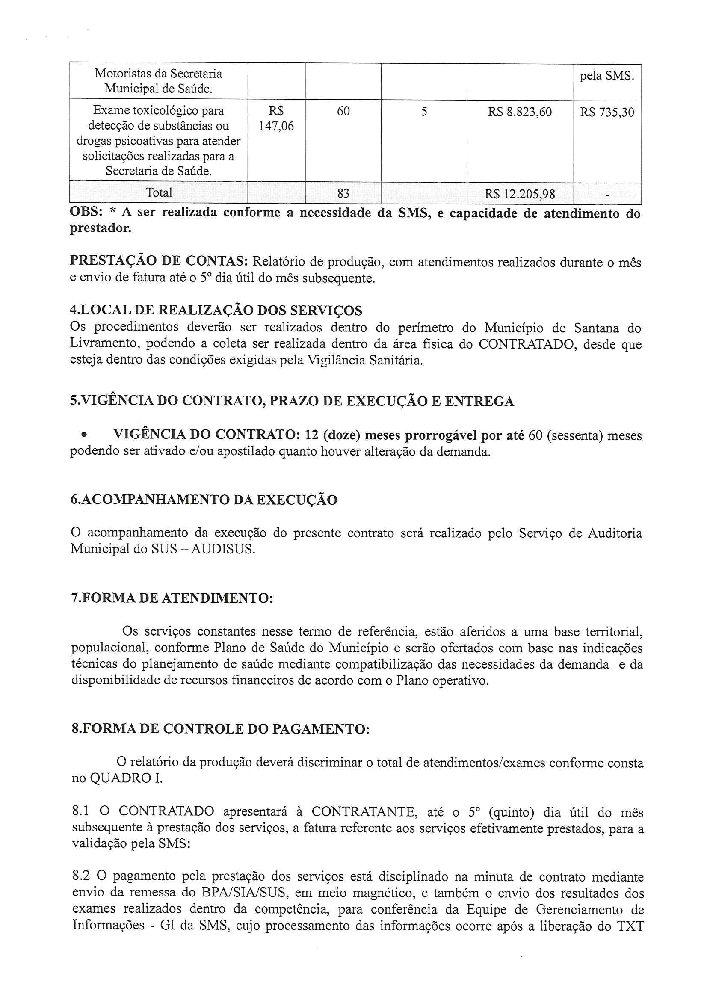 Motoristas da Secretaria
Municipal de Saúde.
pela SMS.
Exame toxicológico para
detecção de substâncias ou
drogas psicoativas para atender
solicitações realizadas para a
Secretaria de Saúde.
R$
147,06
60
5
R$ 8.823,60
R$ 735,30
Total
83
R$ 12.205,98
-
OBS: * A ser realizada conforme a necessidade da SMS, e capacidade de atendimento do
prestador.
PRESTAÇÃO DE CONTAS: Relatório de produção, com atendimentos realizados durante o mês
e envio de fatura até o 5º dia útil do mês subsequente.
4.LOCAL DE REALIZAÇÃO DOS SERVIÇOS
Os procedimentos deverão ser realizados dentro do perímetro do Município de Santana do
Livramento, podendo a coleta ser realizada dentro da área física do CONTRATADO, desde que
esteja dentro das condições exigidas pela Vigilância Sanitária.
5.VIGÊNCIA DO CONTRATO, PRAZO DE EXECUÇÃO E ENTREGA
• VIGÊNCIA DO CONTRATO: 12 (doze) meses prorrogável por até 60 (sessenta) meses
podendo ser ativado e/ou apostilado quanto houver alteração da demanda.
6.ACOMPANHAMENTO DA EXECUÇÃO
O acompanhamento da execução do presente contrato será realizado pelo Serviço de Auditoria
Municipal do SUS – AUDISUS.
7.FORMA DE ATENDIMENTO:
Os serviços constantes nesse termo de referência, estão aferidos a uma base territorial,
populacional, conforme Plano de Saúde do Município e serão ofertados com base nas indicações
técnicas do planejamento de saúde mediante compatibilização das necessidades da demanda e da
disponibilidade de recursos financeiros de acordo com o Plano operativo.
8.FORMA DE CONTROLE DO PAGAMENTO:
O relatório da produção deverá discriminar o total de atendimentos/exames conforme consta
no QUADRO I.
8.1 O CONTRATADO apresentará à CONTRATANTE, até o 5º (quinto) dia útil do mês
subsequente à prestação dos serviços, a fatura referente aos serviços efetivamente prestados, para a
validação pela SMS:
8.2 O pagamento pela prestação dos serviços está disciplinado na minuta de contrato mediante
envio da remessa do BPA/SIA/SUS, em meio magnético, e também o envio dos resultados dos
exames realizados dentro da competência, para conferência da Equipe de Gerenciamento de
Informações - GI da SMS, cujo processamento das informações ocorre após a liberação do TXT